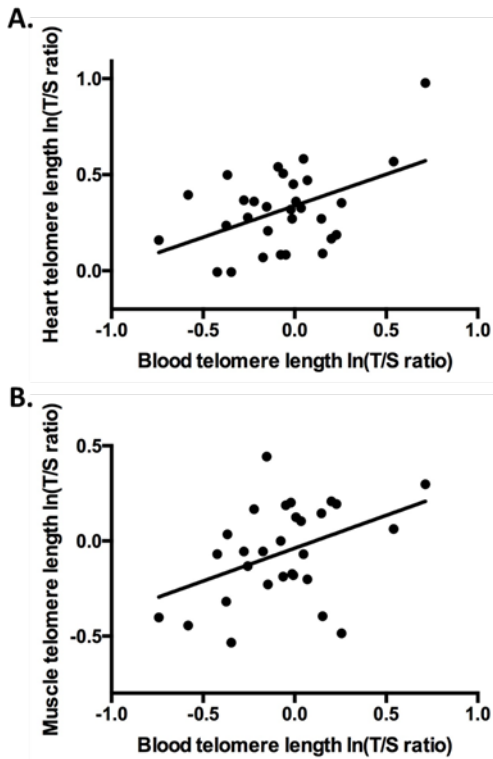 A.
Heart telomere length ln(T/S ratio)
1.0
0.5
0.0
-1.0 -0.5 0.0 0.5 1.0
Blood telomere length ln(T/S ratio)
B.
Muscle telomere length ln(T/S ratio)
0.5
0.0
-0.5
-1.0 -0.5 0.0 0.5 1.0
Blood telomere length ln(T/S ratio)